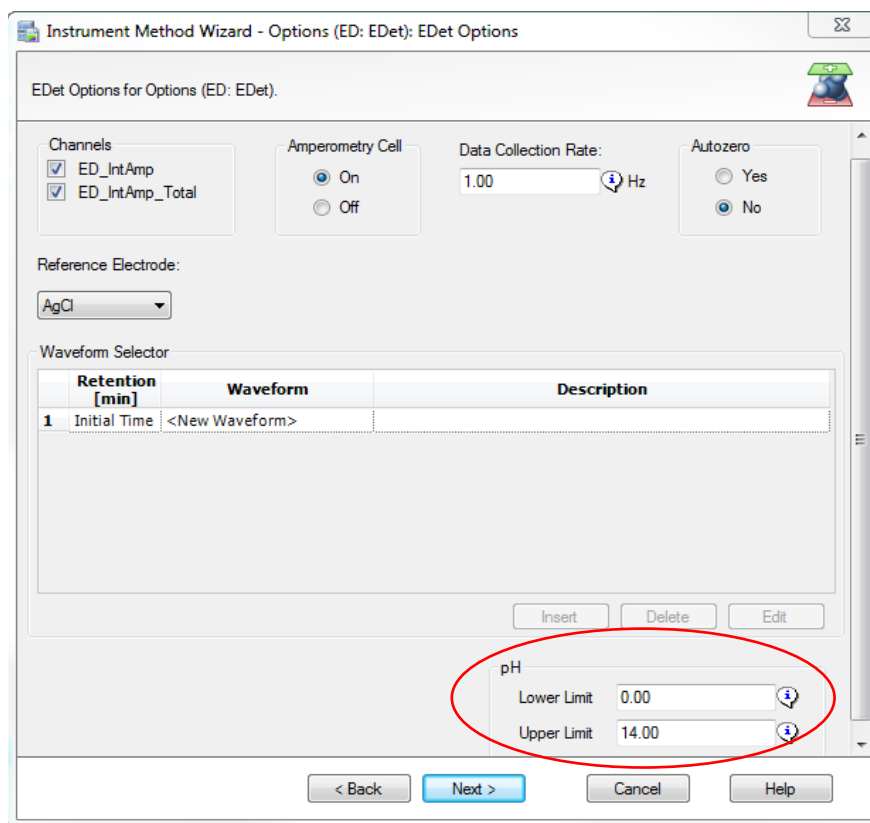 Instrument Method Wizard - Options (ED: EDet): EDet Options
EDet Options for Options (ED: EDet).
Channels
ED_IntAmp
ED_IntAmp_Total
Amperometry Cell
On
Off
Data Collection Rate:
1.00 Hz
Autozero
Yes
No
Reference Electrode:
AgCl
Waveform Selector
Retention [min] Waveform Description
1 Initial Time <New Waveform>
Insert Delete Edit
pH
Lower Limit 0.00
Upper Limit 14.00
< Back Next > Cancel Help